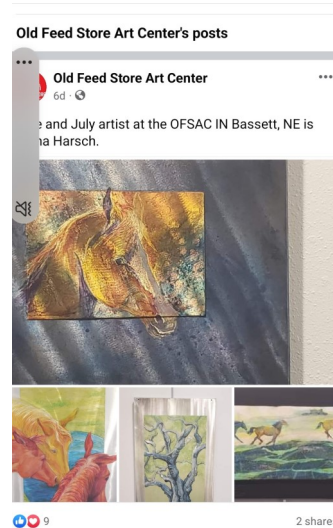 Old Feed Store Art Center's posts
Old Feed Store Art Center
6d
and July artist at the OFSAC IN Bassett, NE is
Harsch.
9
2 share